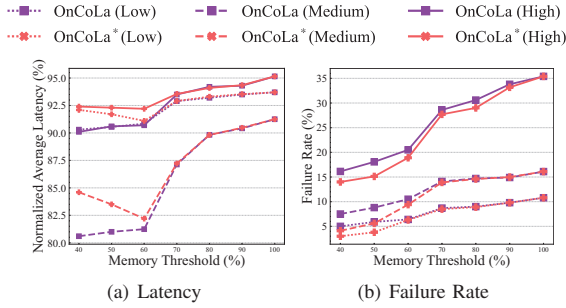 OnCoLa (Low) OnCoLa (Medium) OnCoLa (High)
OnCoLa* (Low) OnCoLa* (Medium) OnCoLa* (High)
Normalized Average Latency (%)
95.0
92.5
90.0
87.5
85.0
82.5
80.0
40 50 60 70 80 90 100
Memory Threshold (%)
(a) Latency
Failure Rate (%)
35
30
25
20
15
10
5
40 50 60 70 80 90 100
Memory Threshold (%)
(b) Failure Rate